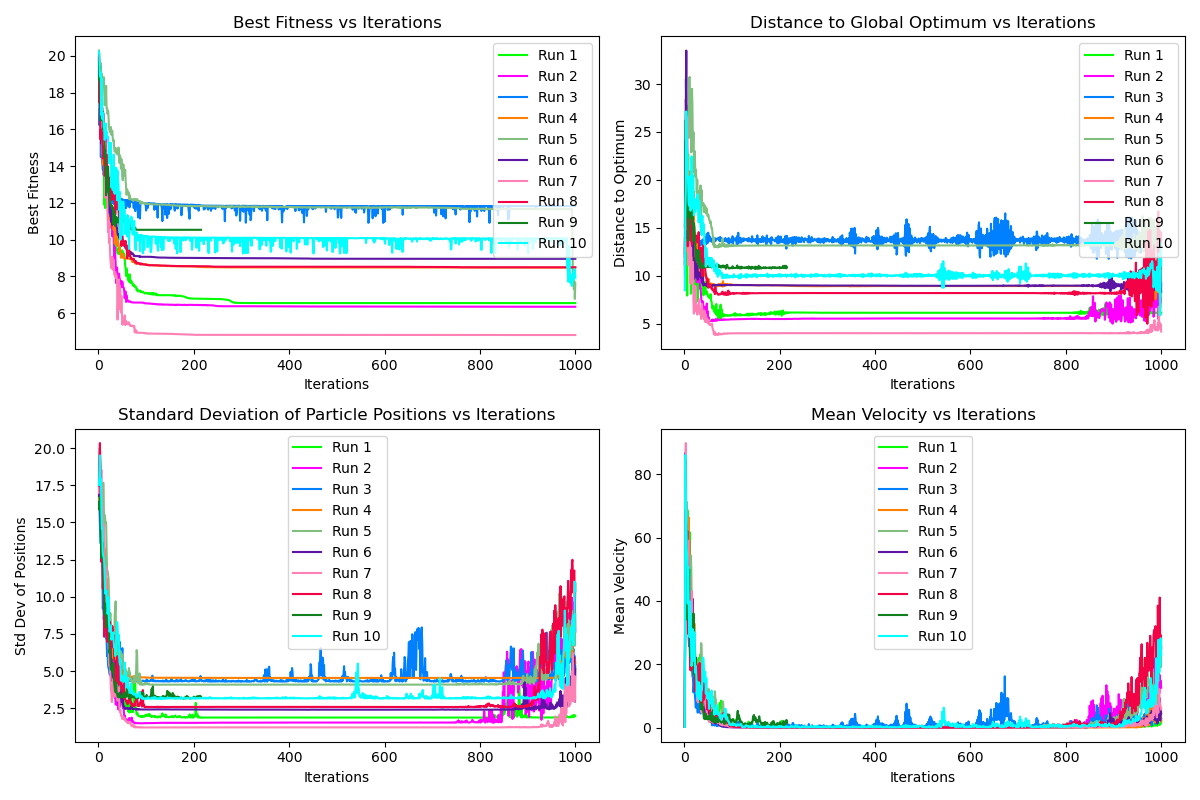 Best Fitness vs Iterations
Best Fitness
20
18
16
14
12
10
8
6
0
200
400
600
800
1000
Iterations
Run 1
Run 2
Run 3
Run 4
Run 5
Run 6
Run 7
Run 8
Run 9
Run 10
Distance to Global Optimum vs Iterations
Distance to Optimum
30
25
20
15
10
5
0
200
400
600
800
1000
Iterations
Run 1
Run 2
Run 3
Run 4
Run 5
Run 6
Run 7
Run 8
Run 9
Run 10
Standard Deviation of Particle Positions vs Iterations
Std Dev of Positions
20.0
17.5
15.0
12.5
10.0
7.5
5.0
2.5
0
200
400
600
800
1000
Iterations
Run 1
Run 2
Run 3
Run 4
Run 5
Run 6
Run 7
Run 8
Run 9
Run 10
Mean Velocity vs Iterations
Mean Velocity
80
60
40
20
0
0
200
400
600
800
1000
Iterations
Run 1
Run 2
Run 3
Run 4
Run 5
Run 6
Run 7
Run 8
Run 9
Run 10